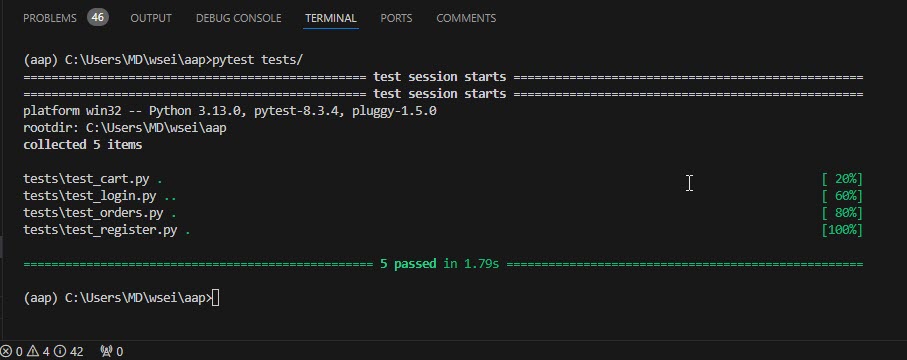 PROBLEMS 46 OUTPUT DEBUG CONSOLE TERMINAL PORTS COMMENTS
(aap) C:\Users\MD\wsei\aap>pytest tests/
================================================= test session starts ==================================================
================================================= test session starts ==================================================
platform win32 -- Python 3.13.0, pytest-8.3.4, pluggy-1.5.0
rootdir: C:\Users\MD\wsei\aap
collected 5 items
tests\test_cart.py . [ 20%]
tests\test_login.py .. [ 60%]
tests\test_orders.py . [ 80%]
tests\test_register.py . [100%]
================================================== 5 passed in 1.79s ===================================================
(aap) C:\Users\MD\wsei\aap>
0 4 42 0